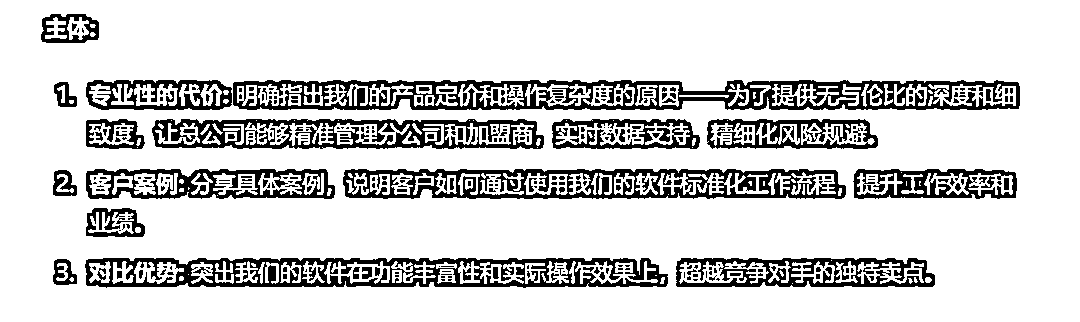 主体:
1. 专业性的代价: 明确指出我们的产品定价和操作复杂度的原因——为了提供无与伦比的深度和细
致度，让总公司能够精准管理分公司和加盟商，实时数据支持，精细化风险规避。
2. 客户案例: 分享具体案例，说明客户如何通过使用我们的软件标准化工作流程，提升工作效率和
业绩。
3. 对比优势: 突出我们的软件在功能丰富性和实际操作效果上，超越竞争对手的独特卖点。